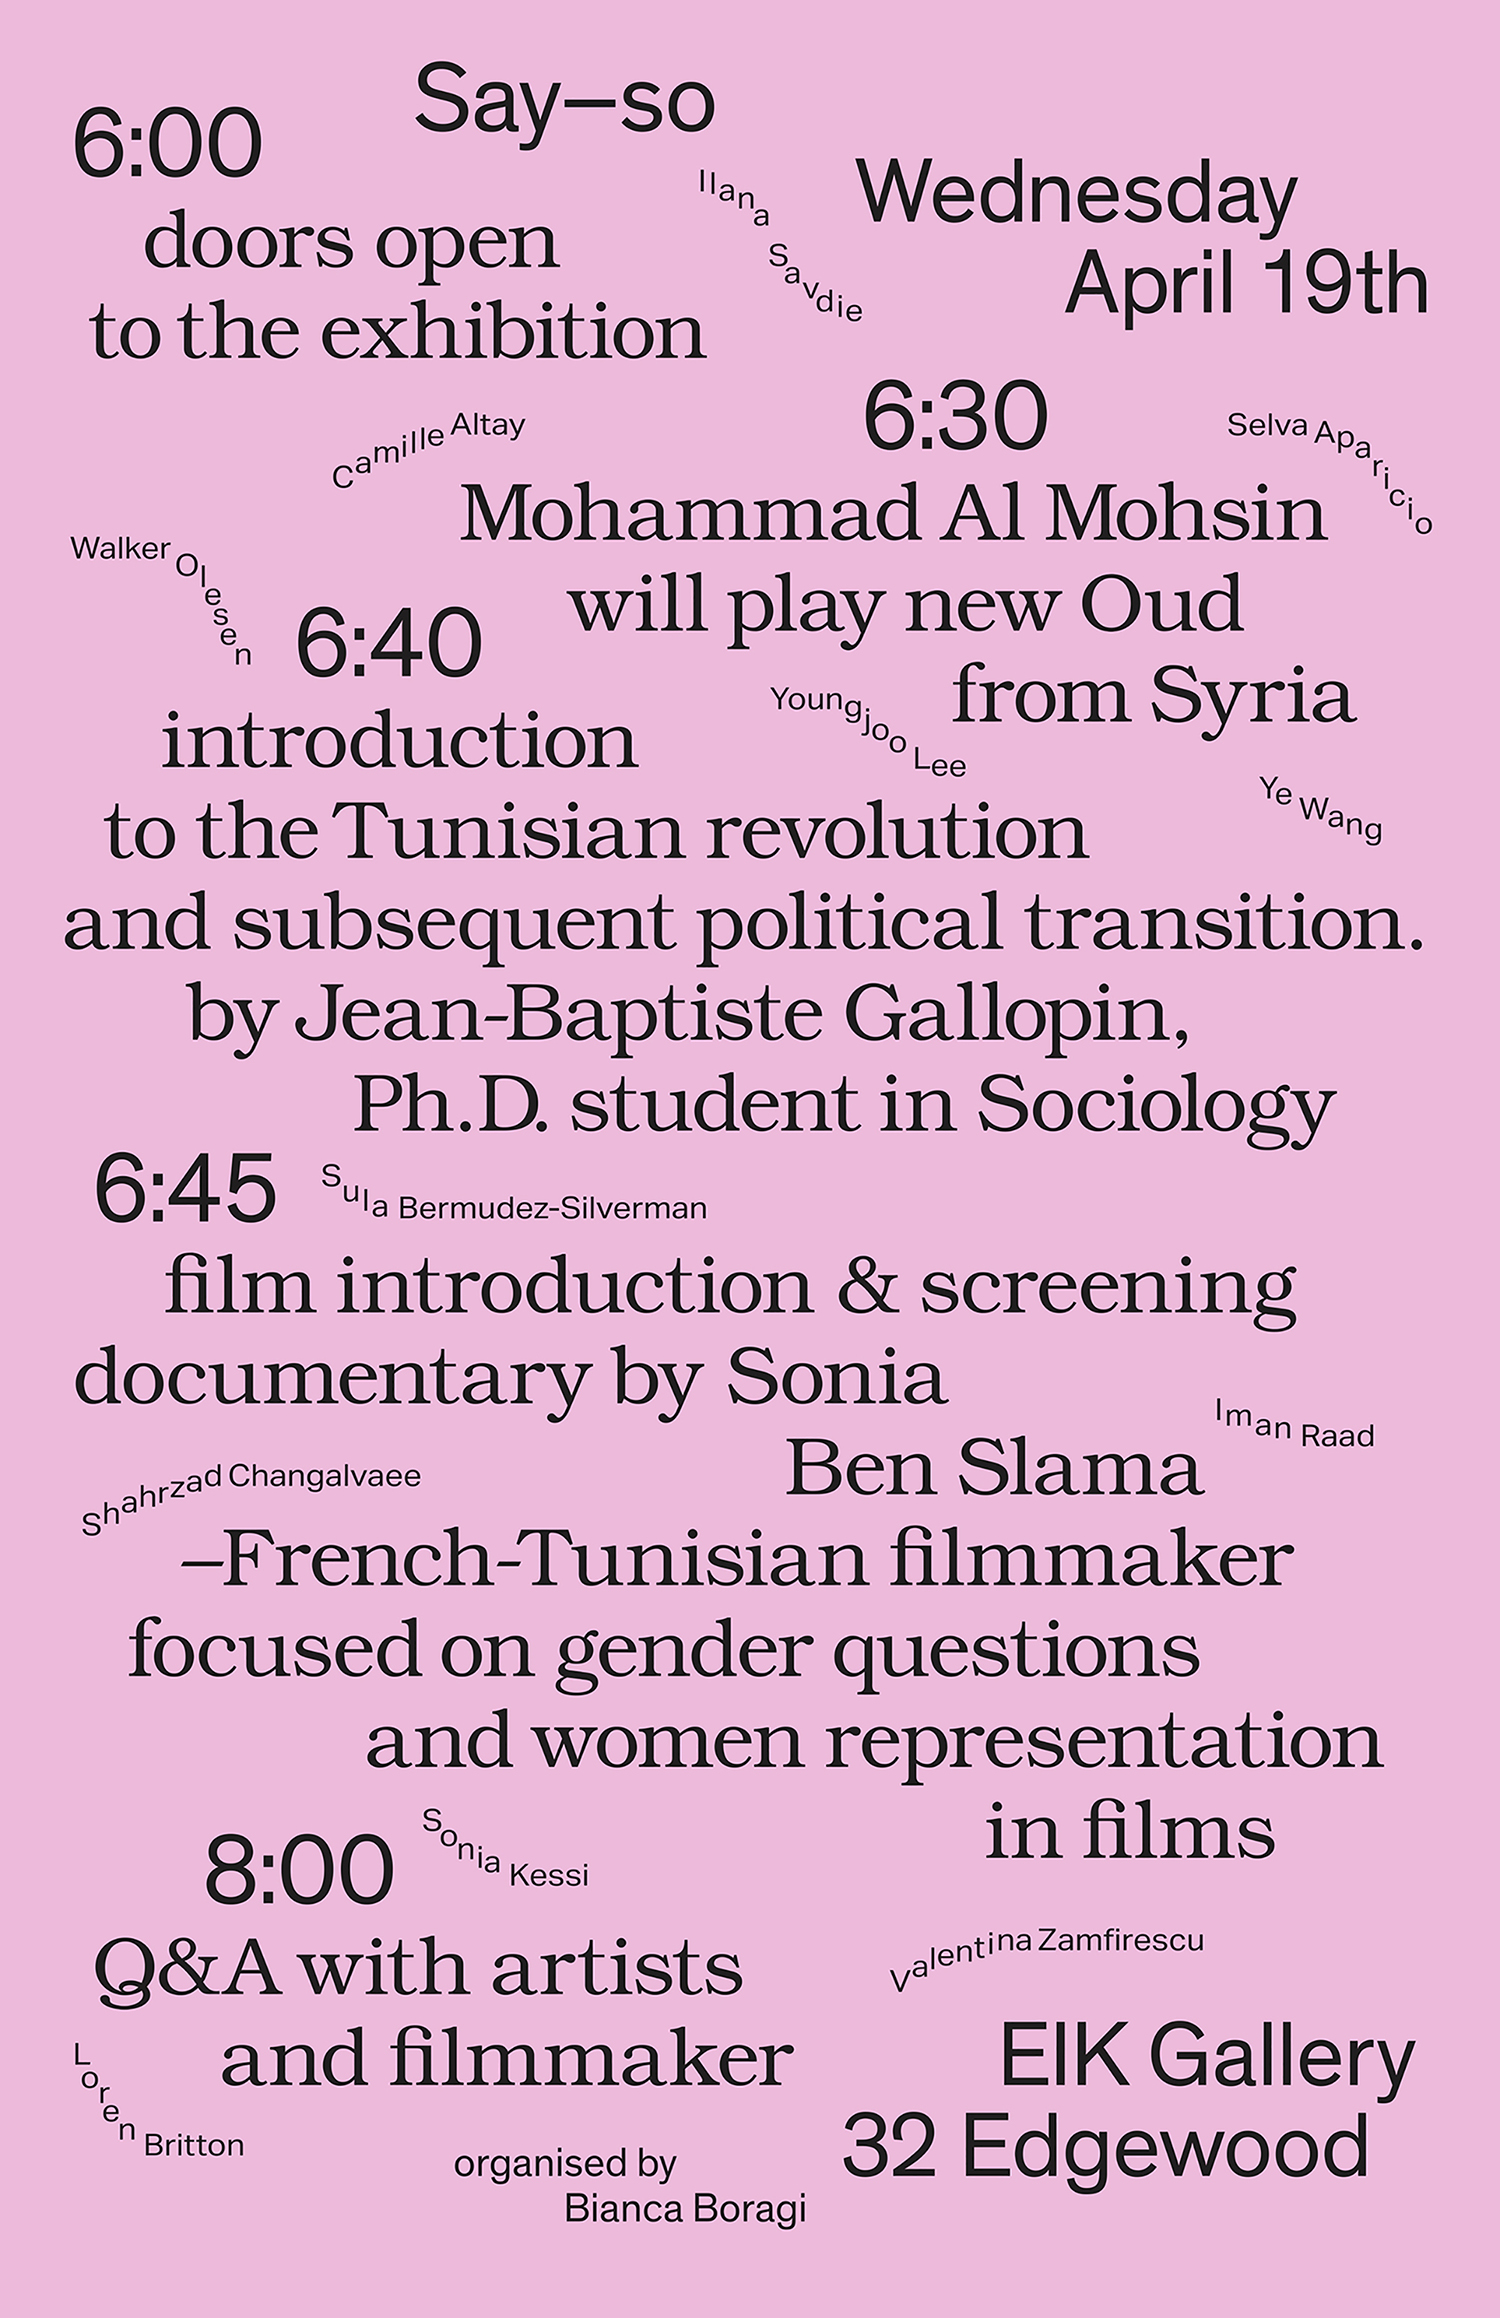 Say–so
6:00
Wednesday
Ilana Savdie
doors open
April 19th
to the exhibition
6:30
Camille Altay
Selva Aparicio
Mohammad Al Mohsin
Walker Olesen
will play new Oud
6:40
from Syria
Youngjoo Lee
introduction
Ye Wang
to the Tunisian revolution
and subsequent political transition.
by Jean-Baptiste Gallopin,
Ph.D. student in Sociology
6:45
Sula Bermudez-Silverman
film introduction & screening
documentary by Sonia
Iman Raad
Ben Slama
Shahrzad Changalvaee
–French-Tunisian filmmaker
focused on gender questions
and women representation
in films
8:00
Sonia Kessi
Q&A with artists
Valentina Zamfirescu
and filmmaker
EIK Gallery
Loren Britton
32 Edgewood
organised by
Bianca Boragi